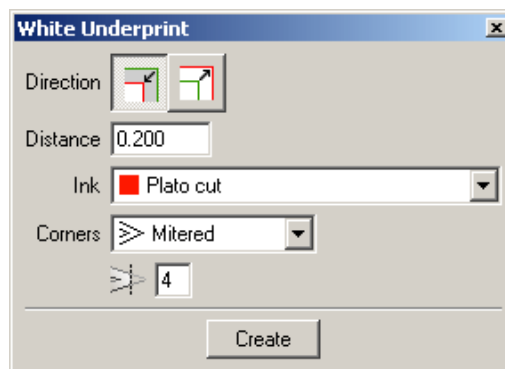 White Underprint
Direction
Distance 0.200
Ink Plato cut
Corners Mitered
4
Create